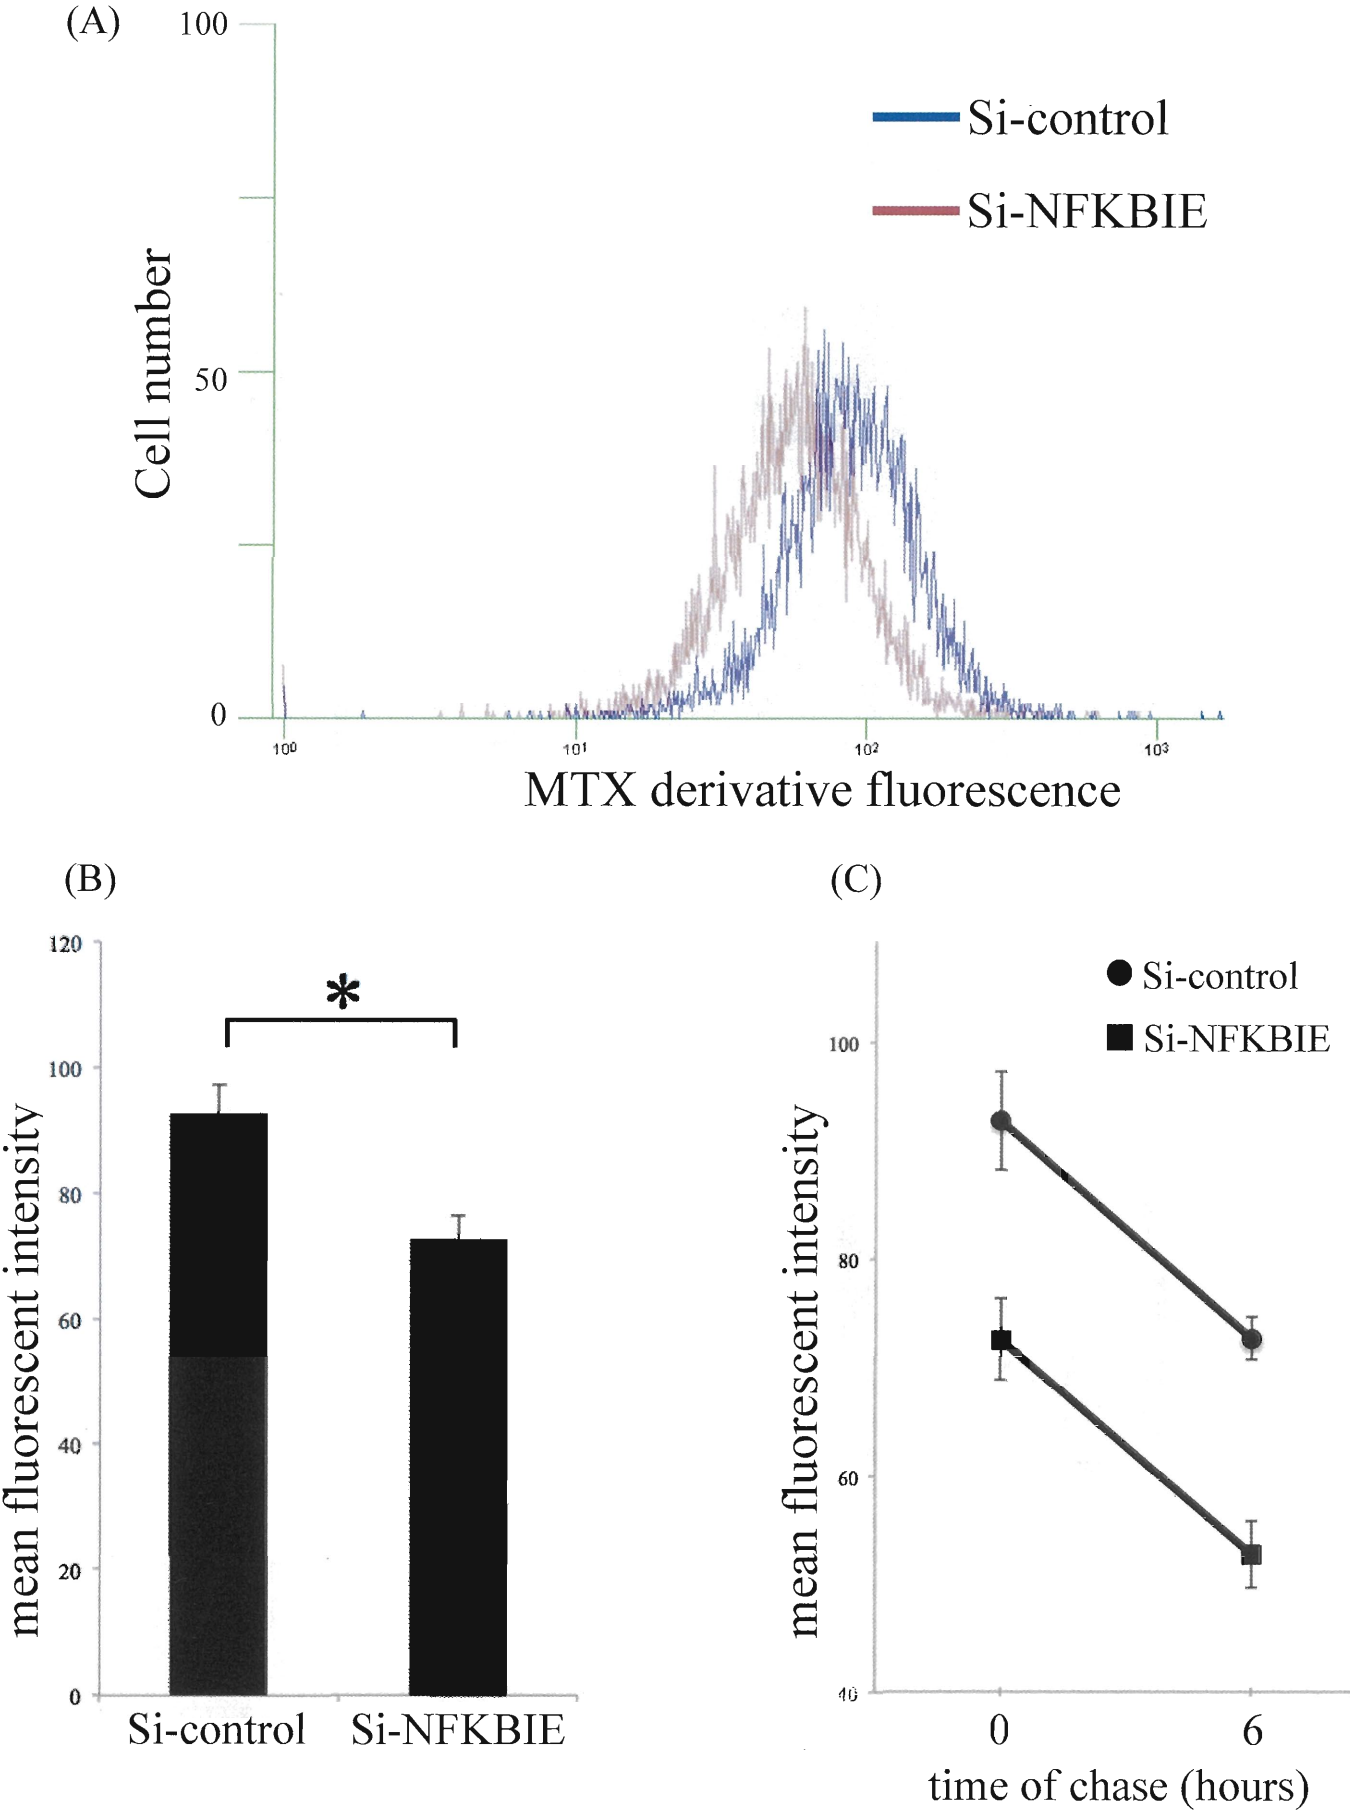 (A)
100
50
0
Cell number
Si-control
Si-NFKBIE
10⁰
10¹
10²
10³
MTX derivative fluorescence
(B)
120
100
80
60
40
20
0
mean fluorescent intensity
*
Si-control
Si-NFKBIE
(C)
100
80
60
40
mean fluorescent intensity
Si-control
Si-NFKBIE
0
6
time of chase (hours)